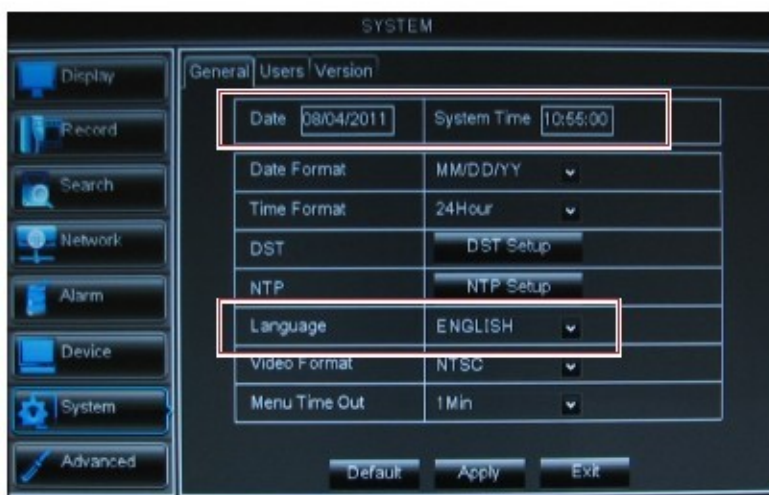 SYSTEM
Display
Record
Search
Network
Alarm
Device
System
Advanced
General Users Version
Date 08/04/2011 System Time 10:55:00
Date Format MM/DD/YY
Time Format 24Hour
DST DST Setup
NTP NTP Setup
Language ENGLISH
Video Format NTSC
Menu Time Out 1Min
Default Apply Exit